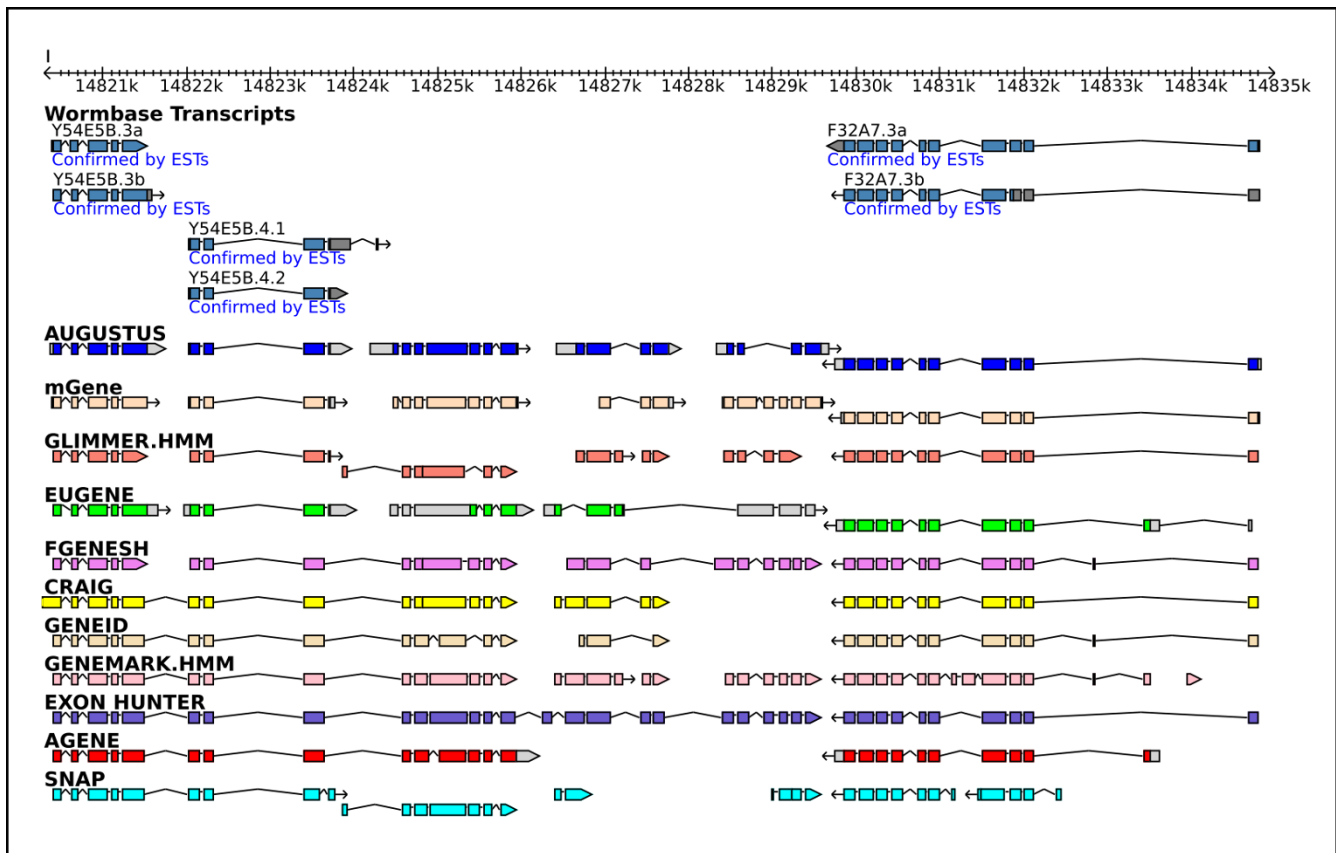 I
14821k 14822k 14823k 14824k 14825k 14826k 14827k 14828k 14829k 14830k 14831k 14832k 14833k 14834k 14835k
Wormbase Transcripts
Y54E5B.3a F32A7.3a
Confirmed by ESTs Confirmed by ESTs
Y54E5B.3b F32A7.3b
Confirmed by ESTs Confirmed by ESTs
Y54E5B.4.1
Confirmed by ESTs
Y54E5B.4.2
Confirmed by ESTs
AUGUSTUS
mGene
GLIMMER.HMM
EUGENE
FGENESH
CRAIG
GENEID
GENEMARK.HMM
EXON HUNTER
AGENE
SNAP